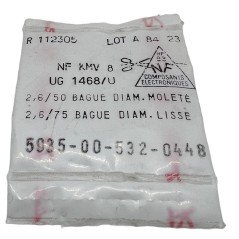 R 112305 LOT A 84 23
NF KMV 8
UG 1468/U
NF
COMPOSANTS
ELECTRONIQUES
2,6/50 BAGUE DIAM.MOLETÉ
2,6/75 BAGUE DIAM.LISSE
5935-00-532-0448